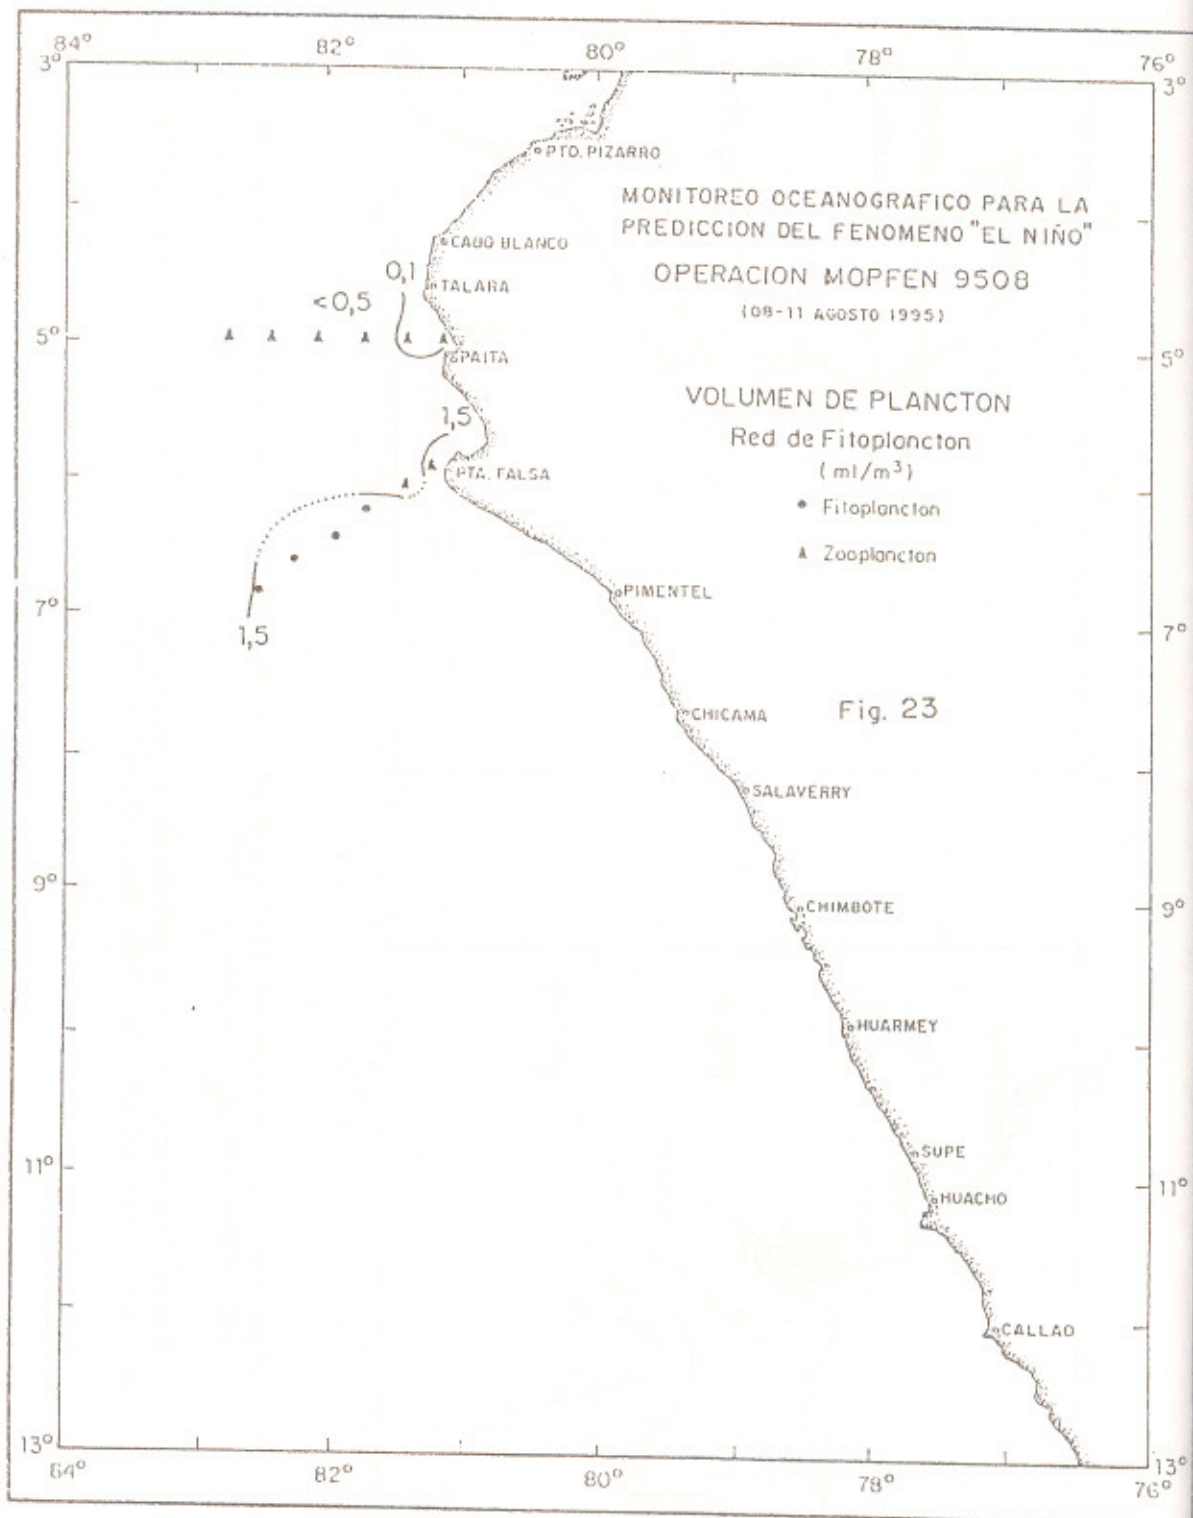 84° 82° 80° 78° 76°
3° 3°
PTO. PIZARRO
MONITOREO OCEANOGRAFICO PARA LA
PREDICCION DEL FENOMENO "EL NIÑO"
CABO BLANCO
OPERACION MOPFEN 9508
0,1
TALARA
<0,5
(08-11 AGOSTO 1995)
5° 5°
PAITA
VOLUMEN DE PLANCTON
1,5
Red de Fitoplancton
PTA. FALSA
(ml/m³)
Fitoplancton
Zooplancton
PIMENTEL
7° 7°
1,5
CHICAMA
Fig. 23
SALAVERRY
9° 9°
CHIMBOTE
HUARMEY
SUPE
11° 11°
HUACHO
CALLAO
13° 13°
84° 82° 80° 78° 76°